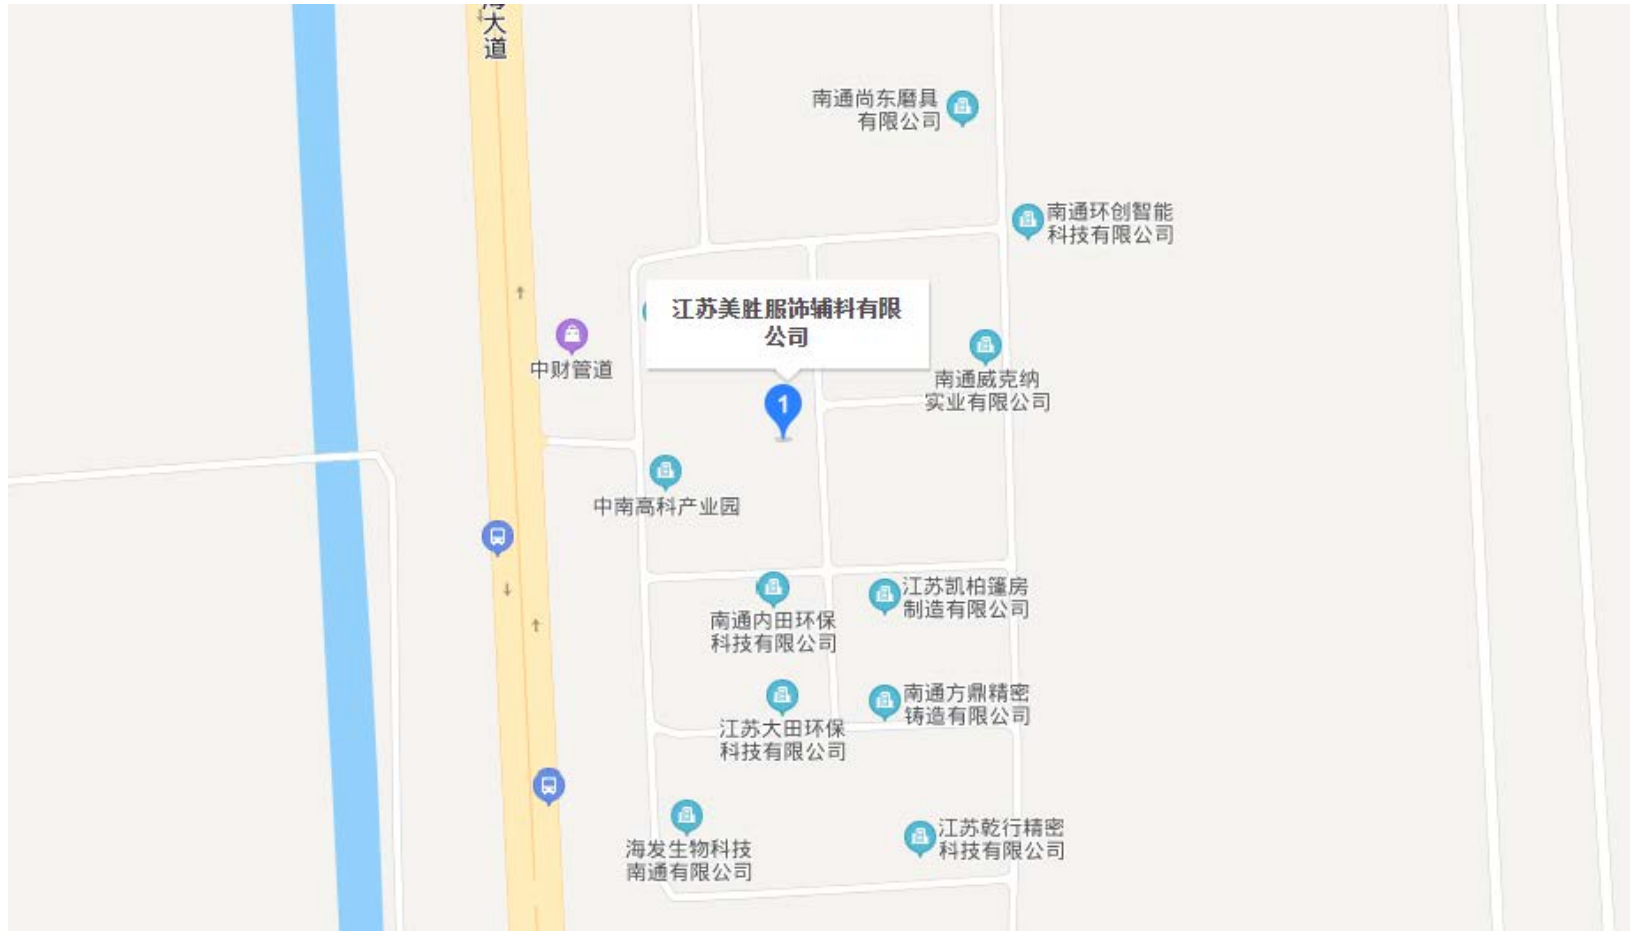 大道
南通尚东磨具
有限公司
南通环创智能
科技有限公司
江苏美胜服饰辅料有限
公司
中财管道
南通威克纳
实业有限公司
1
中南高科产业园
南通内田环保
科技有限公司
江苏凯柏篷房
制造有限公司
江苏大田环保
科技有限公司
南通方鼎精密
铸造有限公司
海发生物科技
南通有限公司
江苏乾行精密
科技有限公司